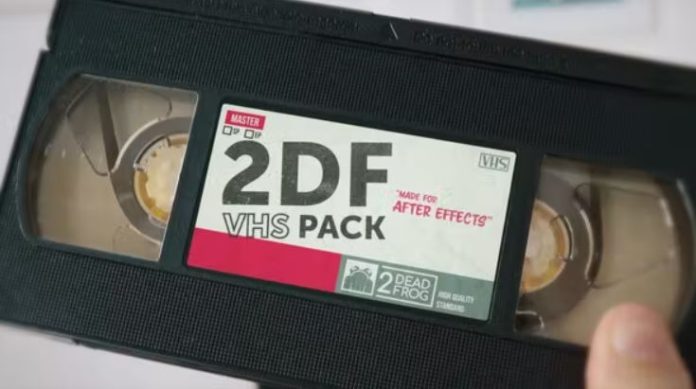 MASTER
SP EP
2DF
VHS PACK
"MADE FOR
AFTER EFFECTS"
VHS
2 DEAD
FROG
HIGH QUALITY
STANDARD